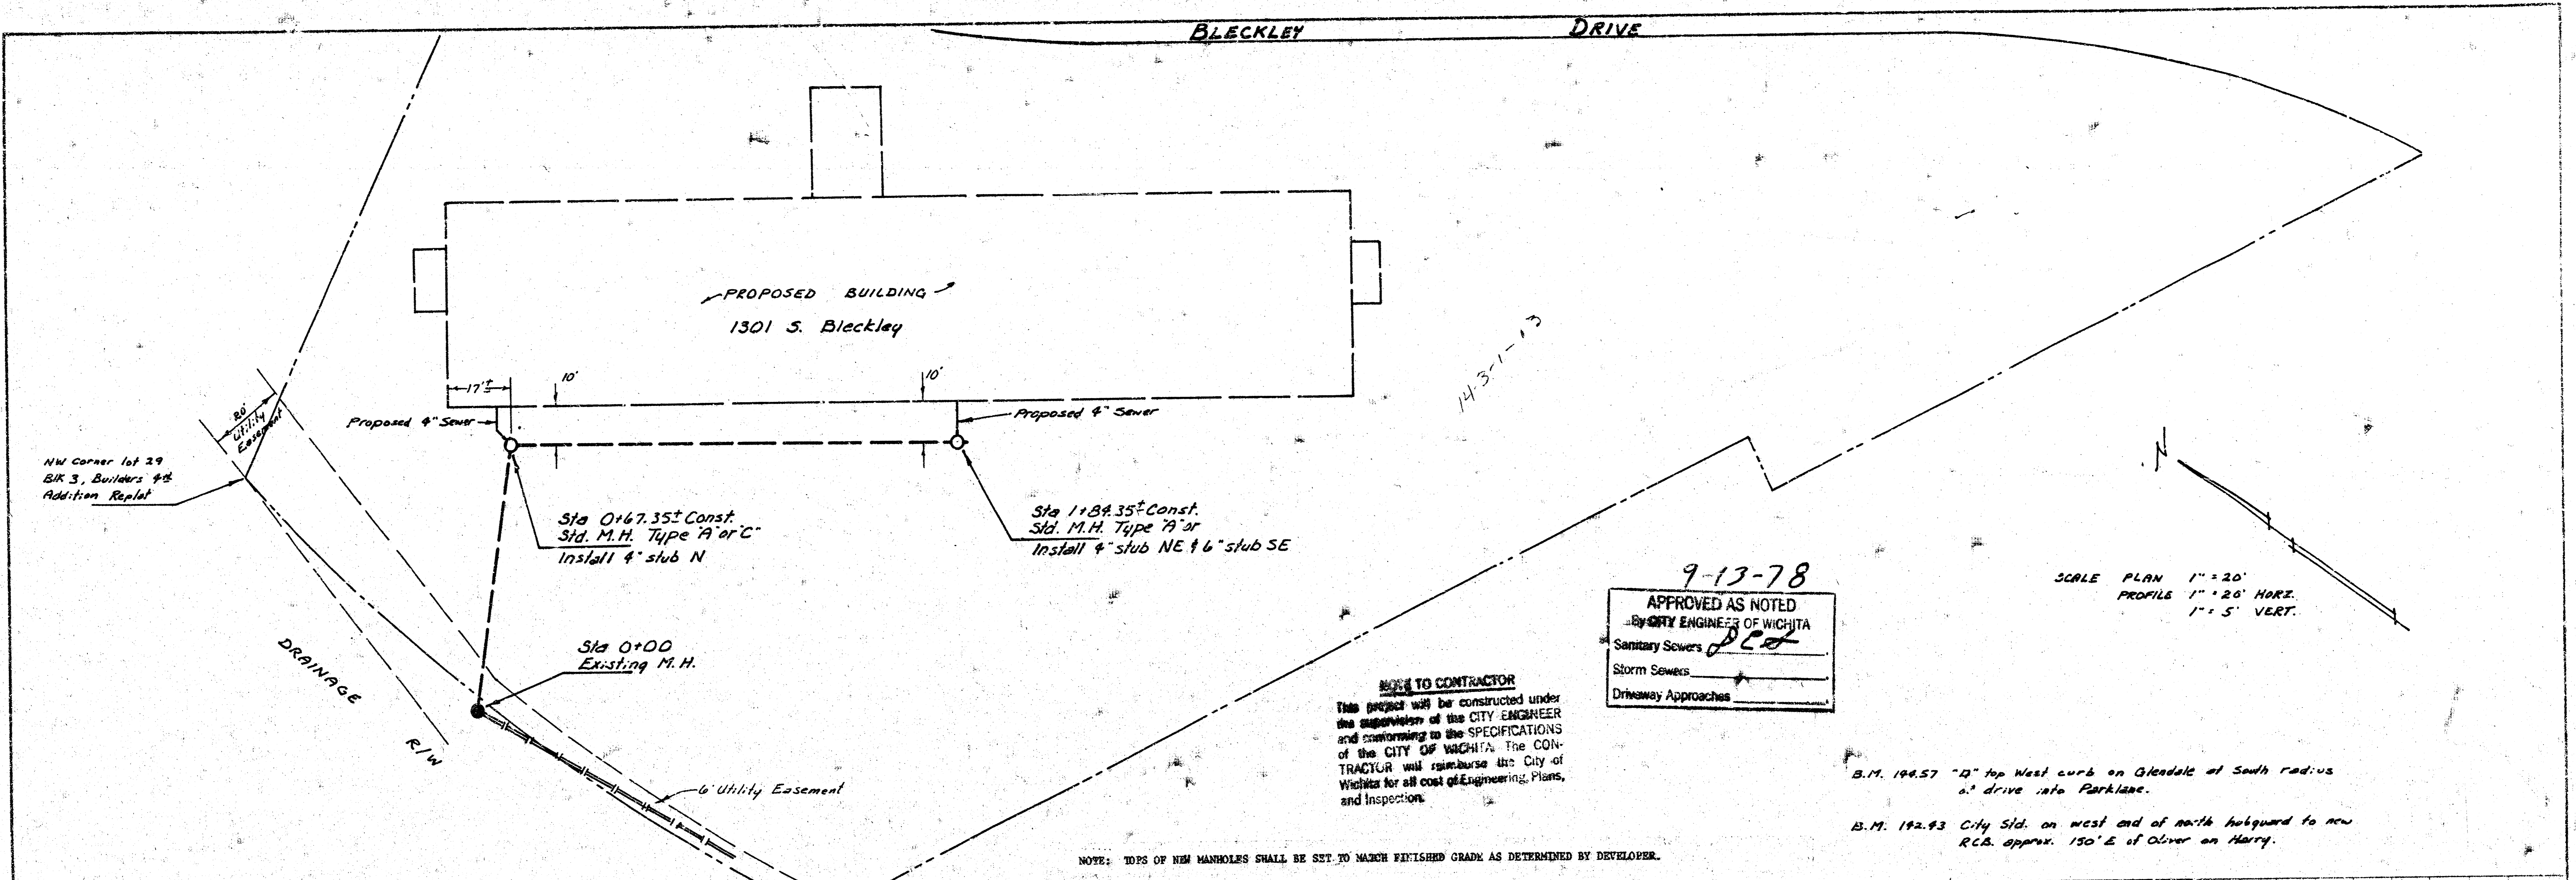 BLECKLEY DRIVE
PROPOSED BUILDING
1301 S. Bleckley
14-3-1-13
17'±
10'
10'
Proposed 4" Sewer
Proposed 4" Sewer
20'
Utility
Easement
NW Corner lot 29
Blk 3, Builders 4th
Addition Replat
Sta 0+67.35± Const.
Std. M.H. Type "A" or "C"
Install 4" stub N
Sta 1+84.35± Const.
Std. M.H. Type "A" or
Install 4" stub NE & 6" stub SE
N
SCALE PLAN 1" = 20'
PROFILE 1" = 20' HORZ.
1" = 5' VERT.
9-13-78
APPROVED AS NOTED
By CITY ENGINEER OF WICHITA
Sanitary Sewers
Storm Sewers
Driveway Approaches
Sta 0+00
Existing M.H.
DRAINAGE
R/W
6' Utility Easement
NOTE TO CONTRACTOR
This project will be constructed under
the supervision of the CITY ENGINEER
and conforming to the SPECIFICATIONS
of the CITY OF WICHITA. The CON-
TRACTOR will reimburse the City of
Wichita for all cost of Engineering, Plans,
and Inspection.
B.M. 144.57 "□" top West curb on Glendale at South radius
of drive into Parklane.
B.M. 142.43 City Std. on west end of north hubguard to new
RCB. approx. 150' E of Oliver on Harry.
NOTE: TOPS OF NEW MANHOLES SHALL BE SET TO MATCH FINISHED GRADE AS DETERMINED BY DEVELOPER.